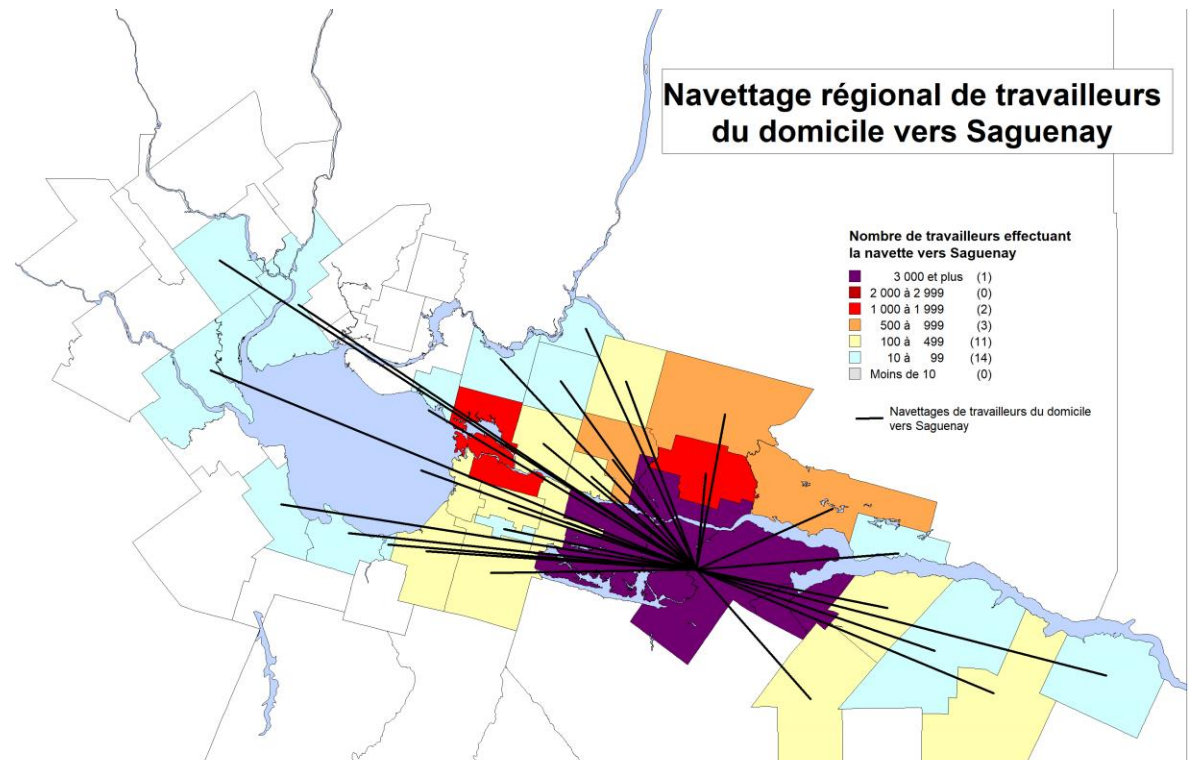 Navettage régional de travailleurs
du domicile vers Saguenay
Nombre de travailleurs effectuant
la navette vers Saguenay
3 000 et plus (1)
2 000 à 2 999 (0)
1 000 à 1 999 (2)
500 à 999 (3)
100 à 499 (11)
10 à 99 (14)
Moins de 10 (0)
Navettages de travailleurs du domicile
vers Saguenay